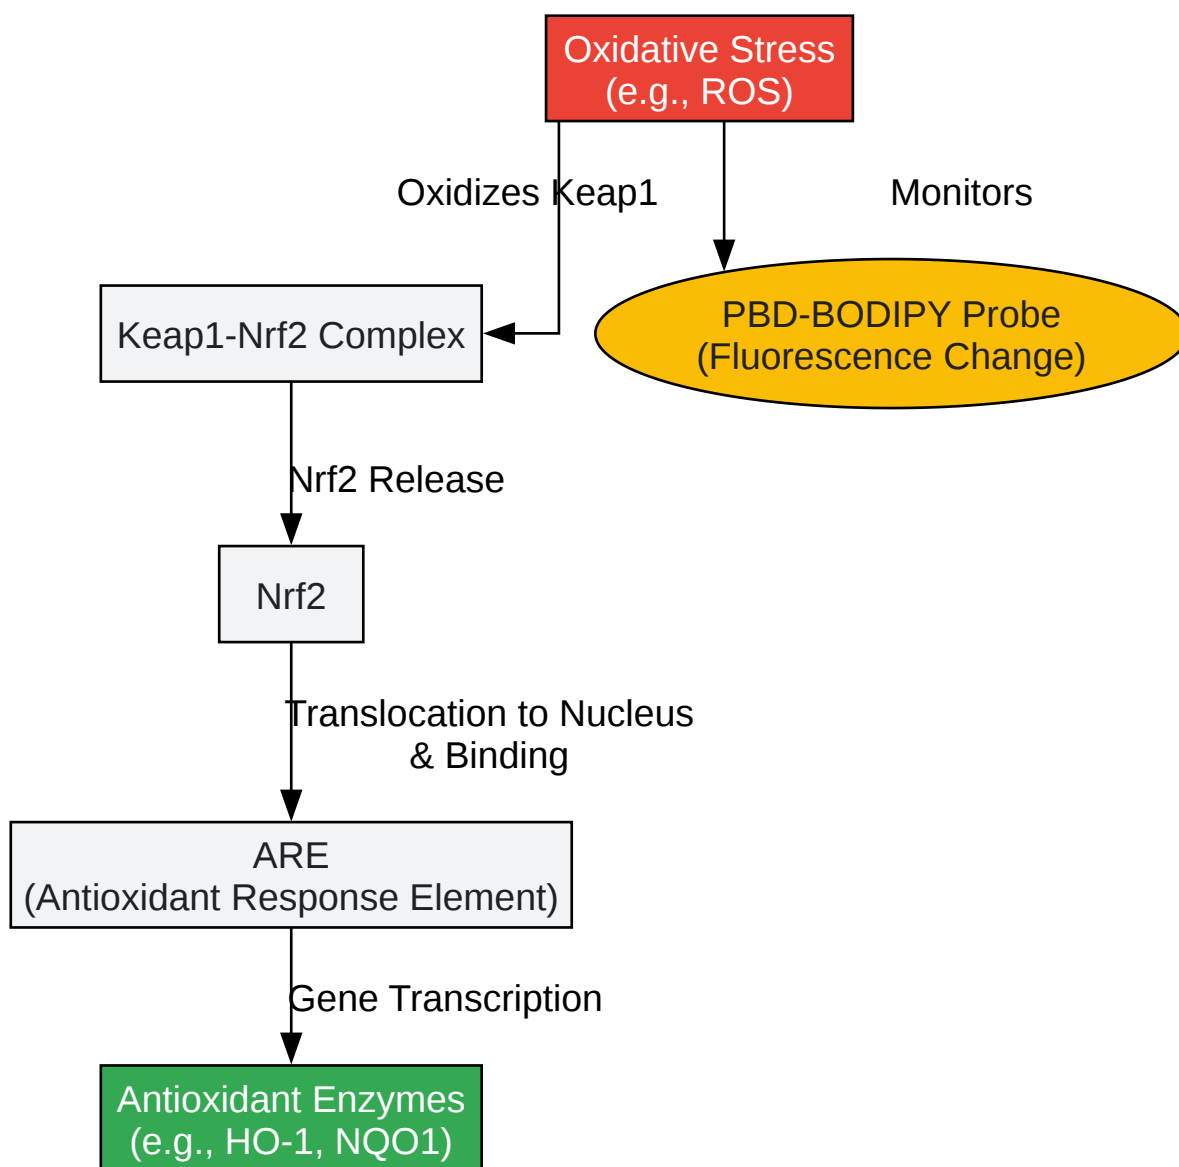 Oxidative Stress
(e.g., ROS)
Oxidizes Keap1
Monitors
Keap1-Nrf2 Complex
PBD-BODIPY Probe
(Fluorescence Change)
Nrf2 Release
Nrf2
Translocation to Nucleus
& Binding
ARE
(Antioxidant Response Element)
Gene Transcription
Antioxidant Enzymes
(e.g., HO-1, NQO1)